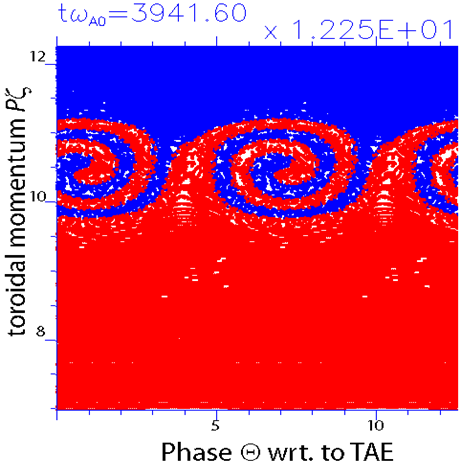 tω_A0=3941.60
x 1.225E+01
12
10
8
toroidal momentum Pζ
5
10
Phase Θ wrt. to TAE